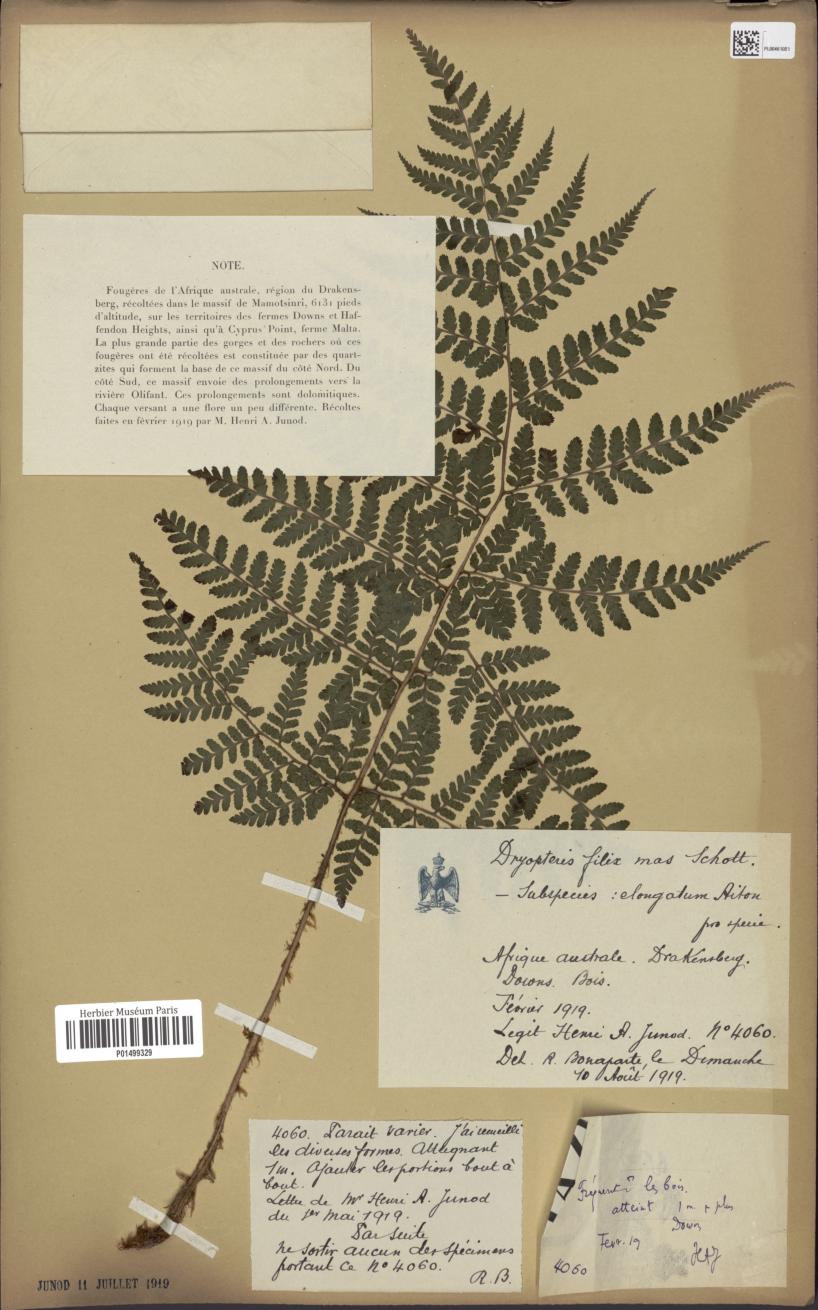 PL00461081
NOTE.
Fougères de l'Afrique australe, région du Drakens-
berg, récoltées dans le massif de Mamotsinri, 6131 pieds
d'altitude, sur les territoires des fermes Downs et Haf-
fendon Heights, ainsi qu'à Cyprus Point, ferme Malta.
La plus grande partie des gorges et des rochers où ces
fougères ont été récoltées est constituée par des quart-
zites qui forment la base de ce massif du côté Nord. Du
côté Sud, ce massif envoie des prolongements vers la
rivière Olifant. Ces prolongements sont dolomitiques.
Chaque versant a une flore un peu différente. Récoltes
faites en février 1919 par M. Henri A. Junod.
Dryopteris filix mas Schott.
– Subspecies : elongatum Aiton
pro specie.
Afrique australe. Drakensberg.
Downs. Bois.
Février 1919.
Legit Henri A. Junod. N° 4060.
Det. R. Bonaparte, le Dimanche
10 Août 1919.
Herbier Muséum Paris
P01499329
4060. Parait varier. J'ai recueilli
les diverses formes. Atteignant
1m. Ajouter les portions bout à
bout.
Lettre de Mr Henri A. Junod
du 1er Mai 1919.
Par suite
ne sortir aucun des spécimens
portant ce N° 4060.
R. B.
Fréquent ds les bois.
atteint 1 m + plus
Downs
Fevr. 19
HAJ
4060
JUNOD 11 JUILLET 1919